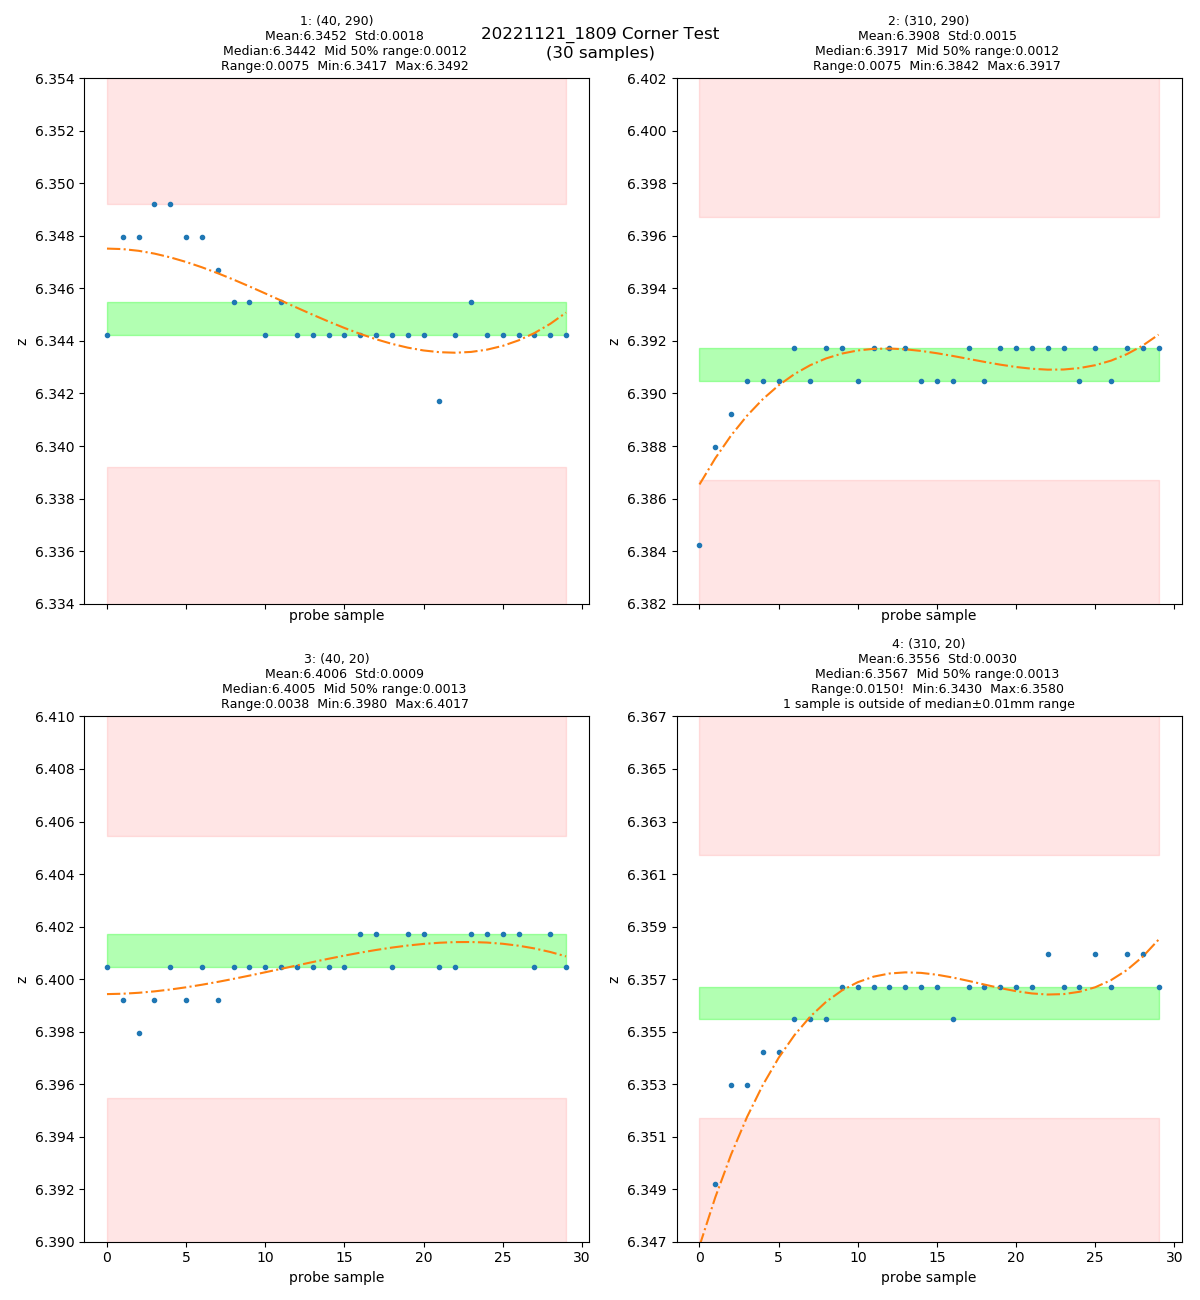 20221121_1809 Corner Test
(30 samples)
1: (40, 290)
Mean:6.3452 Std:0.0018
Median:6.3442 Mid 50% range:0.0012
Range:0.0075 Min:6.3417 Max:6.3492
6.354
6.352
6.350
6.348
6.346
6.344
6.342
6.340
6.338
6.336
6.334
z
probe sample
2: (310, 290)
Mean:6.3908 Std:0.0015
Median:6.3917 Mid 50% range:0.0012
Range:0.0075 Min:6.3842 Max:6.3917
6.402
6.400
6.398
6.396
6.394
6.392
6.390
6.388
6.386
6.384
6.382
z
probe sample
3: (40, 20)
Mean:6.4006 Std:0.0009
Median:6.4005 Mid 50% range:0.0013
Range:0.0038 Min:6.3980 Max:6.4017
6.410
6.408
6.406
6.404
6.402
6.400
6.398
6.396
6.394
6.392
6.390
z
0 5 10 15 20 25 30
probe sample
4: (310, 20)
Mean:6.3556 Std:0.0030
Median:6.3567 Mid 50% range:0.0013
Range:0.0150! Min:6.3430 Max:6.3580
1 sample is outside of median±0.01mm range
6.367
6.365
6.363
6.361
6.359
6.357
6.355
6.353
6.351
6.349
6.347
z
0 5 10 15 20 25 30
probe sample